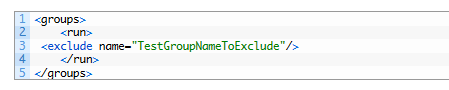 1 <groups>
2 <run>
3 <exclude name="TestGroupNameToExclude"/>
4 </run>
5 </groups>